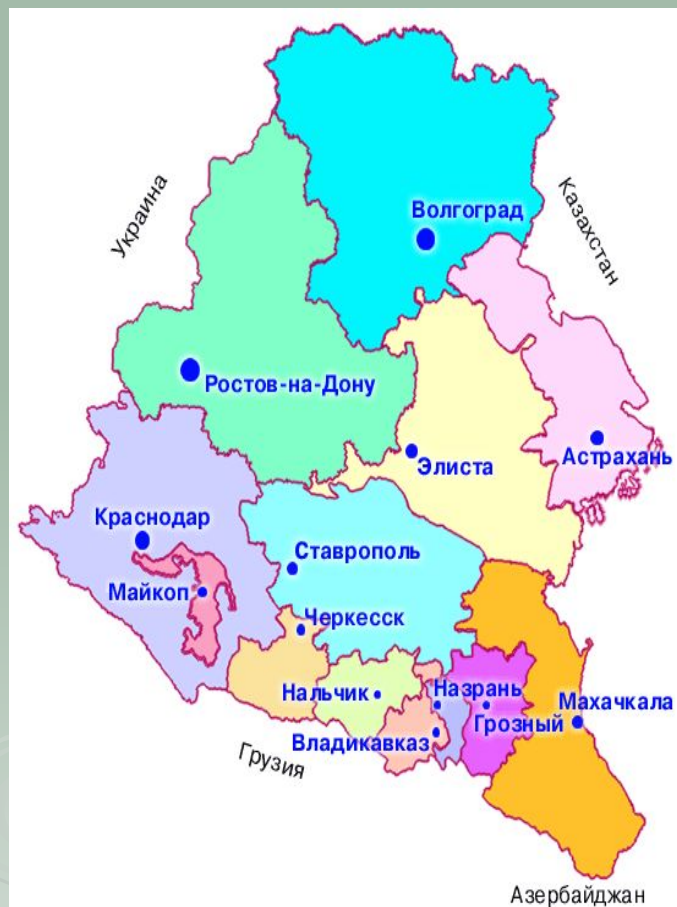 Украина
Казахстан
Волгоград
Ростов-на-Дону
Элиста
Астрахань
Краснодар
Ставрополь
Майкоп
Черкесск
Нальчик
Назрань
Махачкала
Грозный
Владикавказ
Грузия
Азербайджан